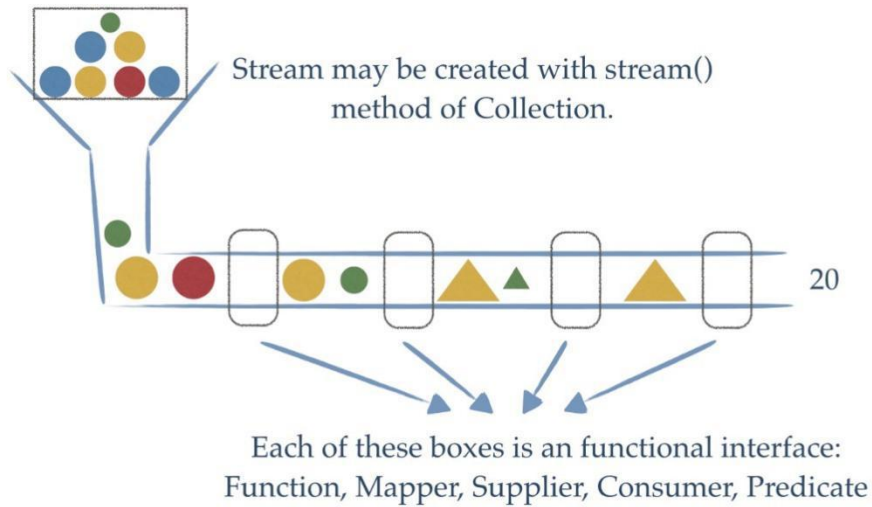 Stream may be created with stream()
method of Collection.
20
Each of these boxes is an functional interface:
Function, Mapper, Supplier, Consumer, Predicate